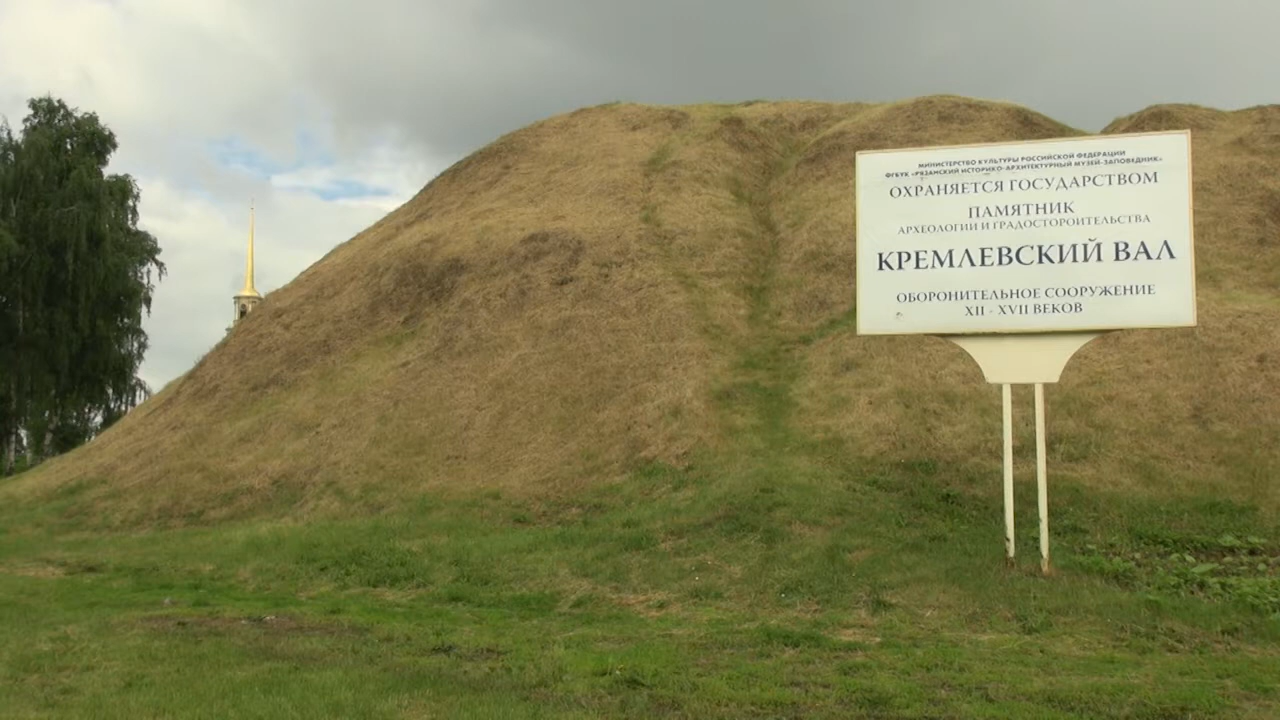 МИНИСТЕРСТВО КУЛЬТУРЫ РОССИЙСКОЙ ФЕДЕРАЦИИ
ФГБУК «РЯЗАНСКИЙ ИСТОРИКО-АРХИТЕКТУРНЫЙ МУЗЕЙ-ЗАПОВЕДНИК»
ОХРАНЯЕТСЯ ГОСУДАРСТВОМ
ПАМЯТНИК
АРХЕОЛОГИИ И ГРАДОСТОРОИТЕЛЬСТВА
КРЕМЛЕВСКИЙ ВАЛ
ОБОРОНИТЕЛЬНОЕ СООРУЖЕНИЕ
XII - XVII ВЕКОВ